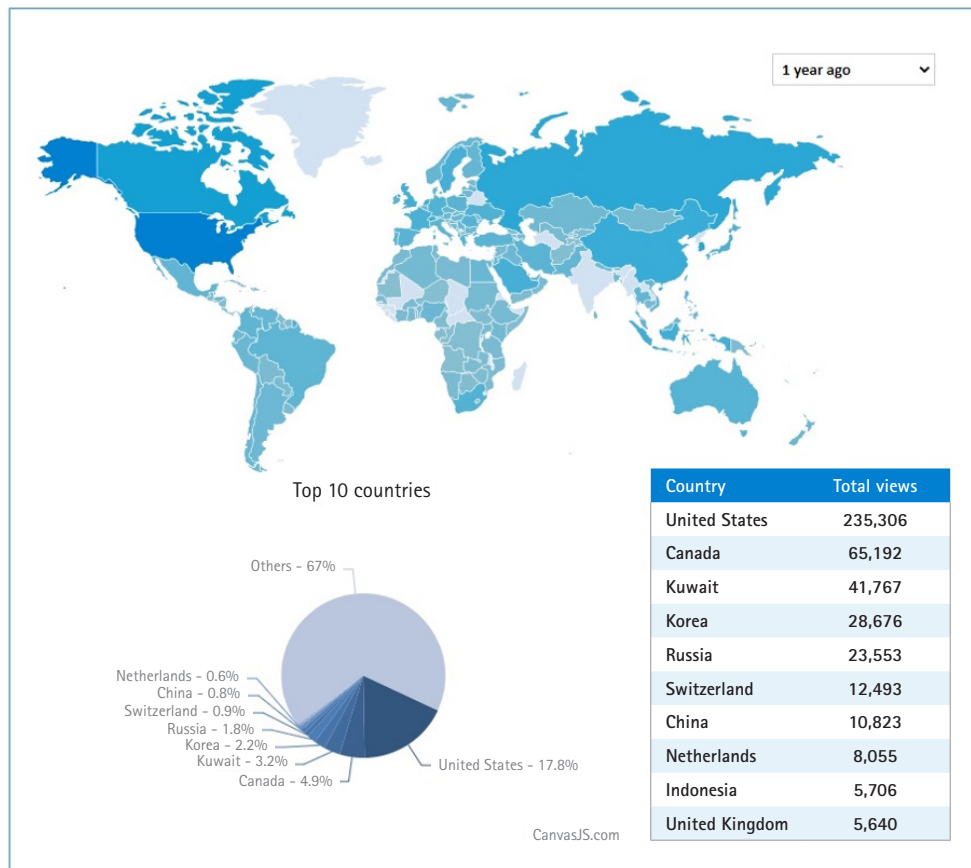 1 year ago
Top 10 countries
Others - 67%
Netherlands - 0.6%
China - 0.8%
Switzerland - 0.9%
Russia - 1.8%
Korea - 2.2%
Kuwait - 3.2%
Canada - 4.9%
United States - 17.8%
CanvasJS.com
Country Total views
United States 235,306
Canada 65,192
Kuwait 41,767
Korea 28,676
Russia 23,553
Switzerland 12,493
China 10,823
Netherlands 8,055
Indonesia 5,706
United Kingdom 5,640